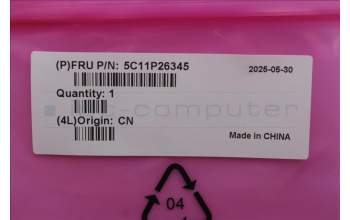 (P)FRU P/N: 5C11P26345
2025-05-30
Quantity: 1
(4L)Origin: CN
Made in CHINA
04